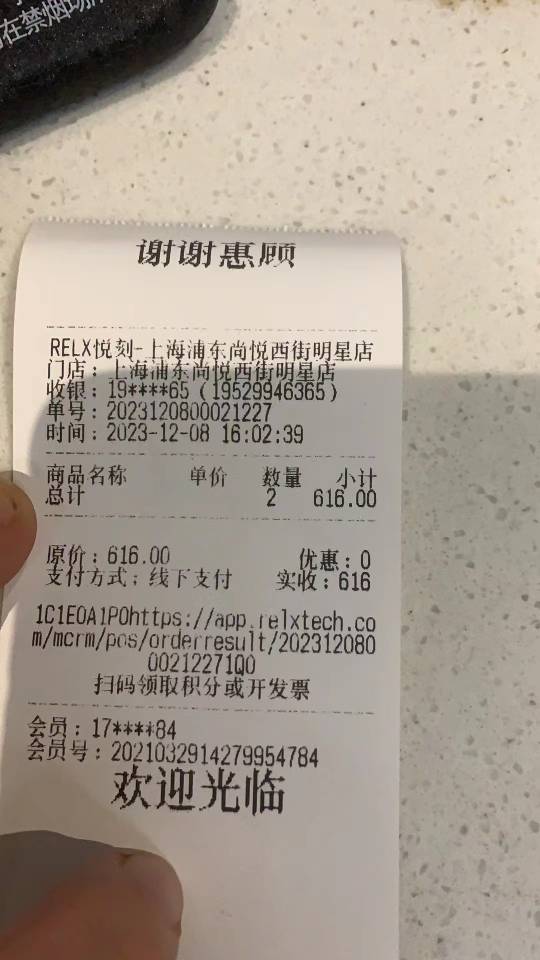 在禁烟场
谢谢惠顾
RELX悦刻-上海浦东尚悦西街明星店
门店：上海浦东尚悦西街明星店
收银：19****65（19529946365）
单号：2023120800021227
时间：2023-12-08 16:02:39
商品名称 单价 数量 小计
总计 2 616.00
原价：616.00 优惠：0
支付方式：线下支付 实收：616
1C1E0A1P0https://app.relxtech.co
m/mcrm/pos/orderresult/202312080
00212271Q0
扫码领取积分或开发票
会员：17****84
会员号：2021032914279954784
欢迎光临